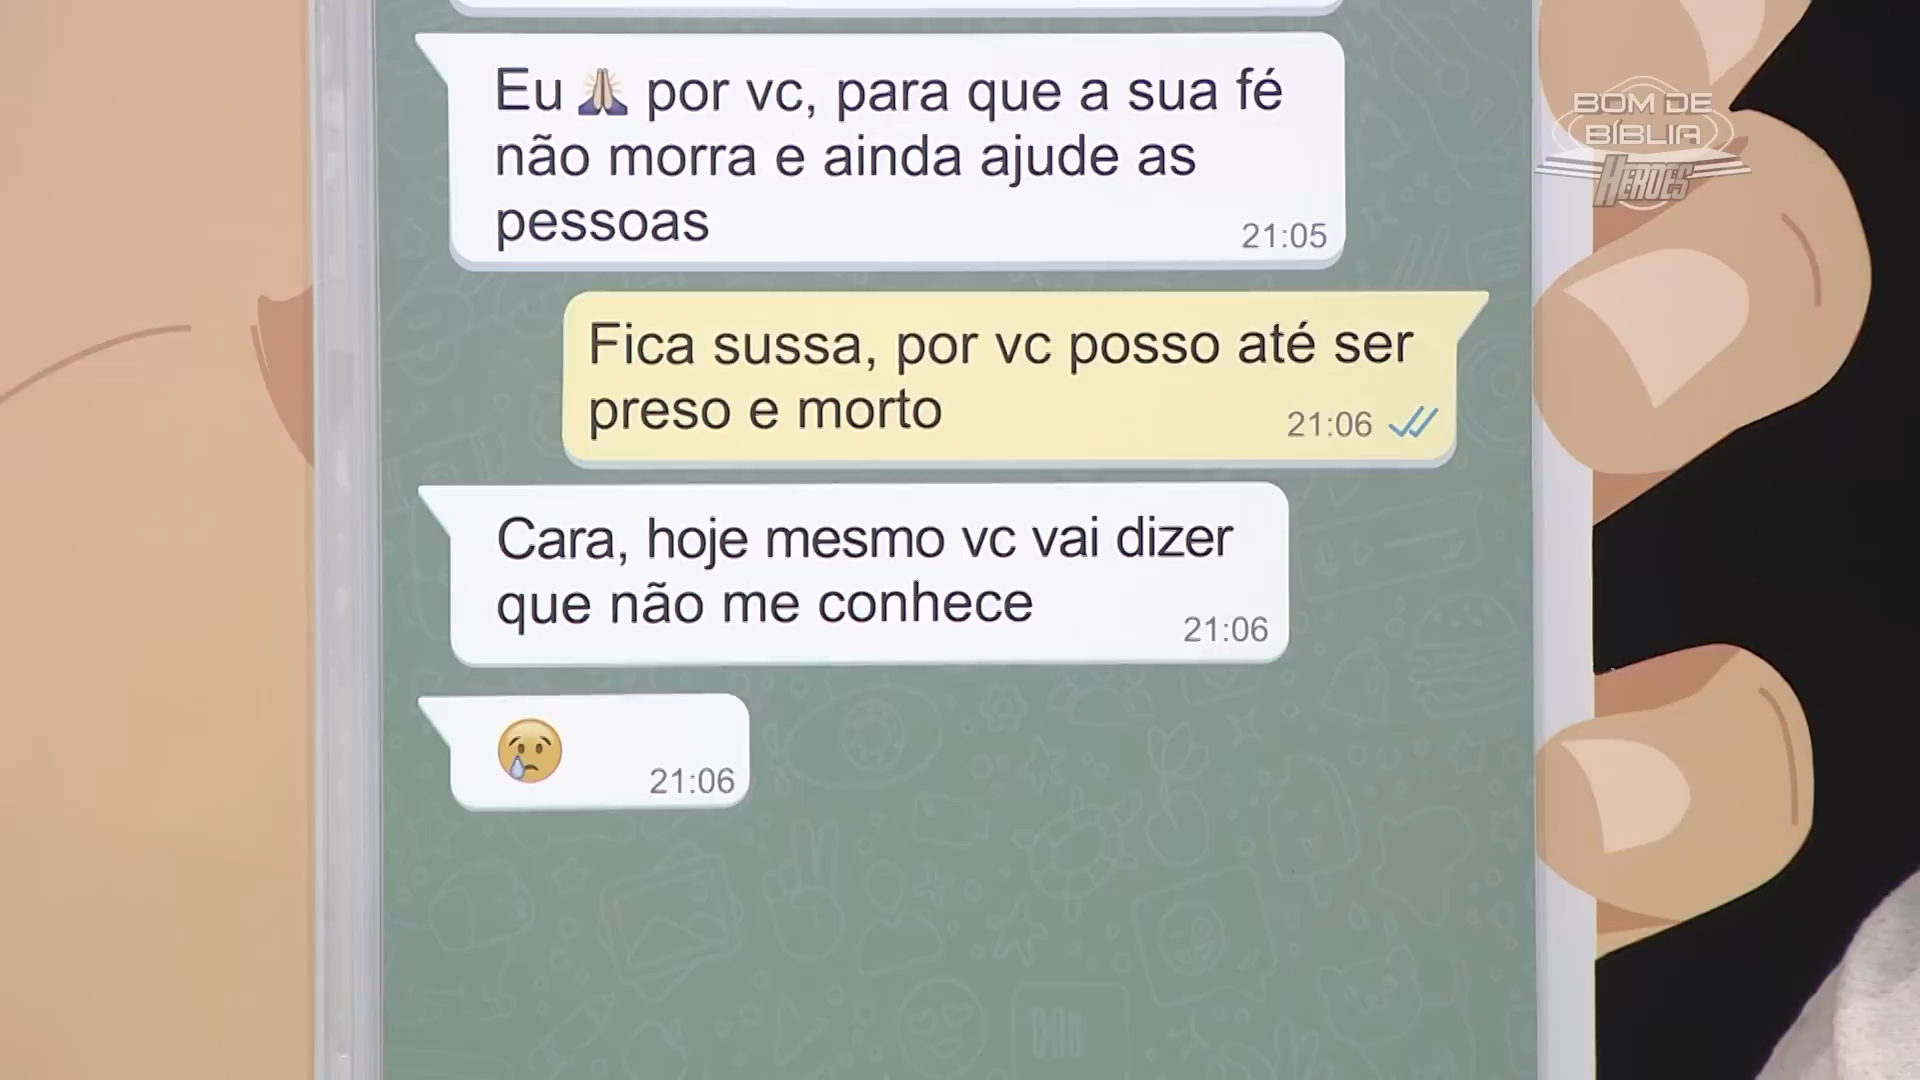 Eu 🙏 por vc, para que a sua fé
não morra e ainda ajude as
pessoas
21:05
Fica sussa, por vc posso até ser
preso e morto
21:06
Cara, hoje mesmo vc vai dizer
que não me conhece
21:06
😢
21:06
BOM DE
BÍBLIA
HEROES